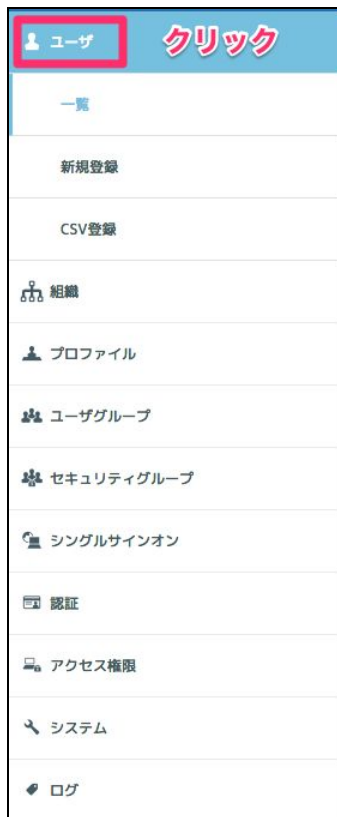 ユーザ クリック
一覧
新規登録
CSV登録
組織
プロファイル
ユーザグループ
セキュリティグループ
シングルサインオン
認証
アクセス権限
システム
ログ